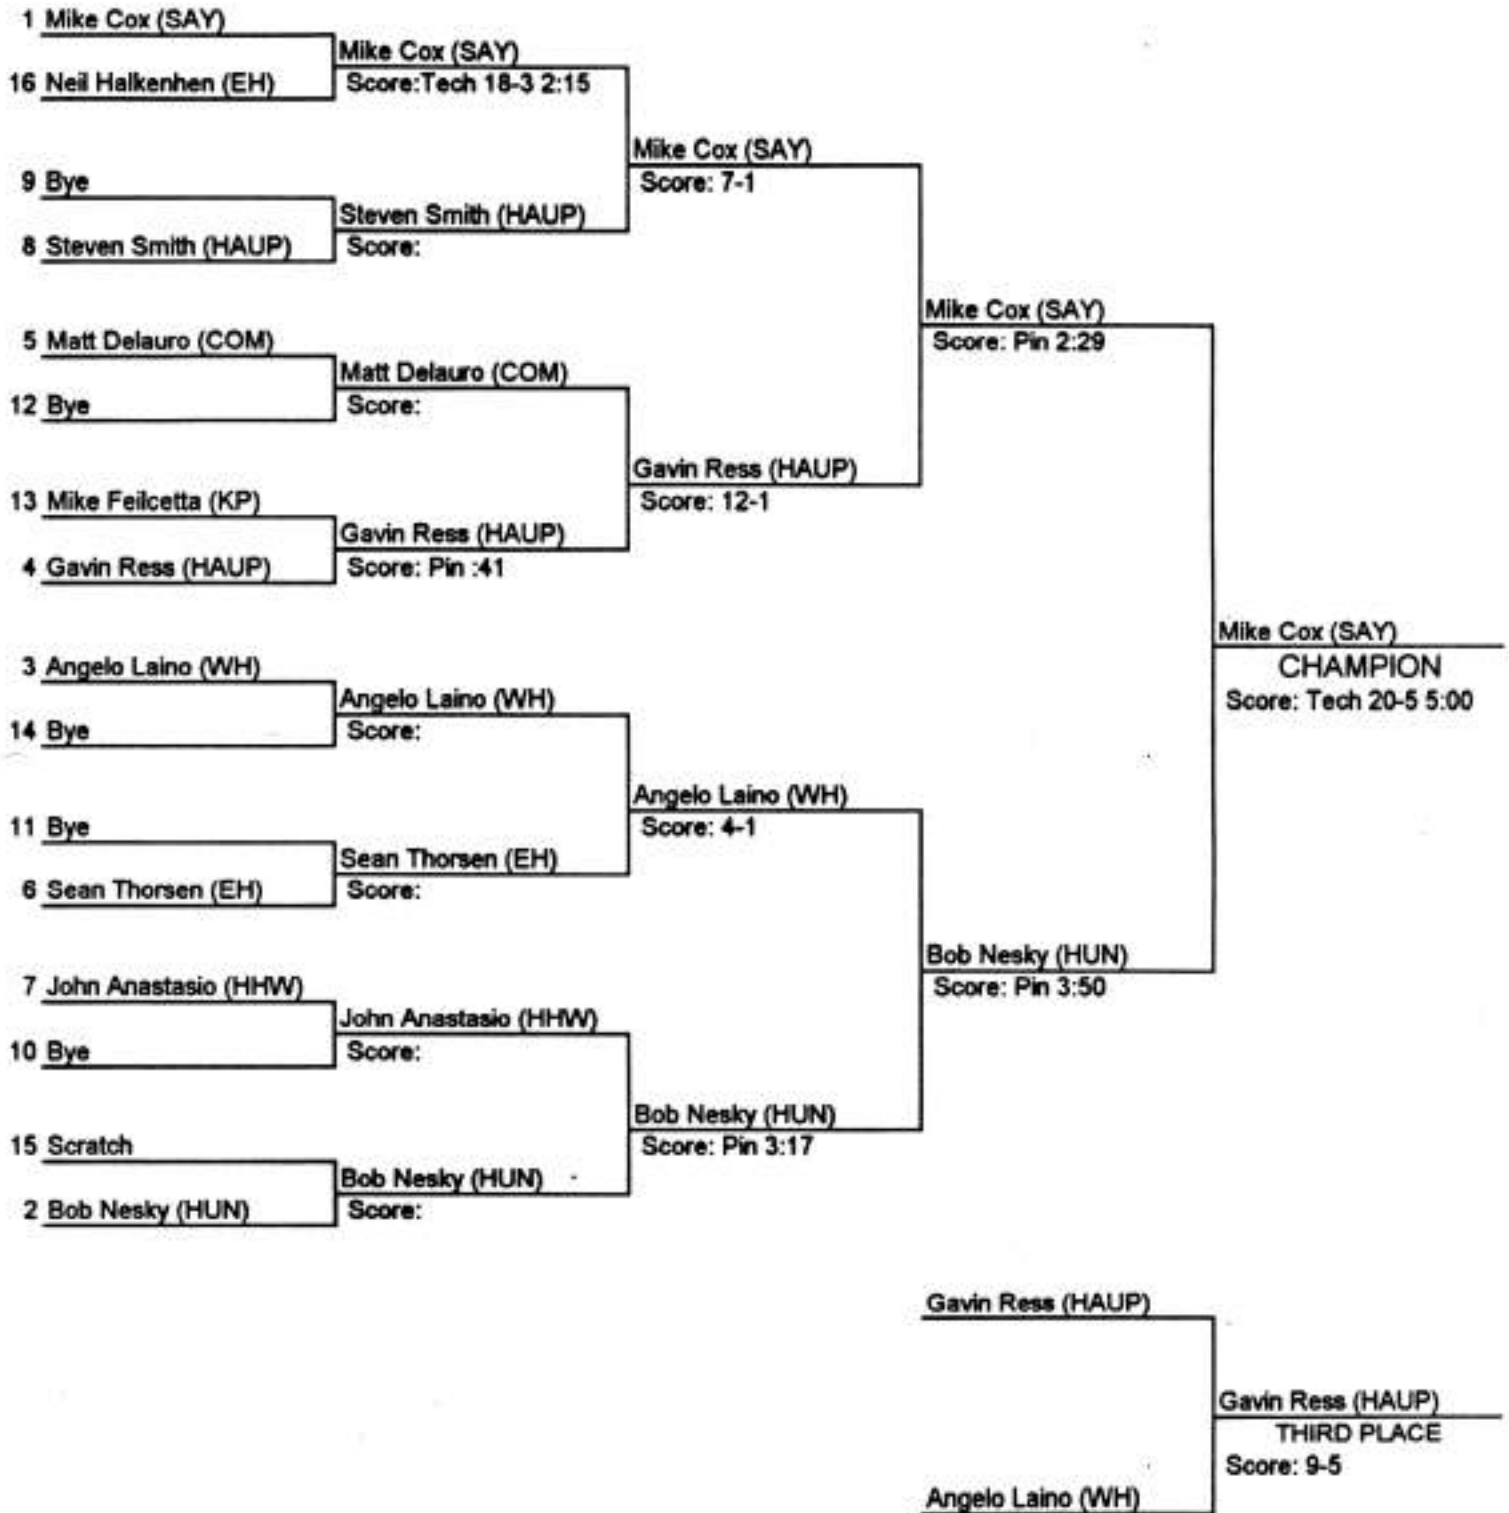 1 Mike Cox (SAY)
16 Neil Halkenhen (EH)
9 Bye
8 Steven Smith (HAUP)
5 Matt Delauro (COM)
12 Bye
13 Mike Feilcetta (KP)
4 Gavin Ress (HAUP)
3 Angelo Laino (WH)
14 Bye
11 Bye
6 Sean Thorsen (EH)
7 John Anastasio (HHW)
10 Bye
15 Scratch
2 Bob Nesky (HUN)
Mike Cox (SAY)
Score:Tech 18-3 2:15
Steven Smith (HAUP)
Score:
Matt Delauro (COM)
Score:
Gavin Ress (HAUP)
Score: Pin :41
Angelo Laino (WH)
Score:
Sean Thorsen (EH)
Score:
John Anastasio (HHW)
Score:
Bob Nesky (HUN)
Score:
Mike Cox (SAY)
Score: 7-1
Gavin Ress (HAUP)
Score: 12-1
Angelo Laino (WH)
Score: 4-1
Bob Nesky (HUN)
Score: Pin 3:17
Mike Cox (SAY)
Score: Pin 2:29
Bob Nesky (HUN)
Score: Pin 3:50
Mike Cox (SAY)
CHAMPION
Score: Tech 20-5 5:00
Gavin Ress (HAUP)
Angelo Laino (WH)
Gavin Ress (HAUP)
THIRD PLACE
Score: 9-5